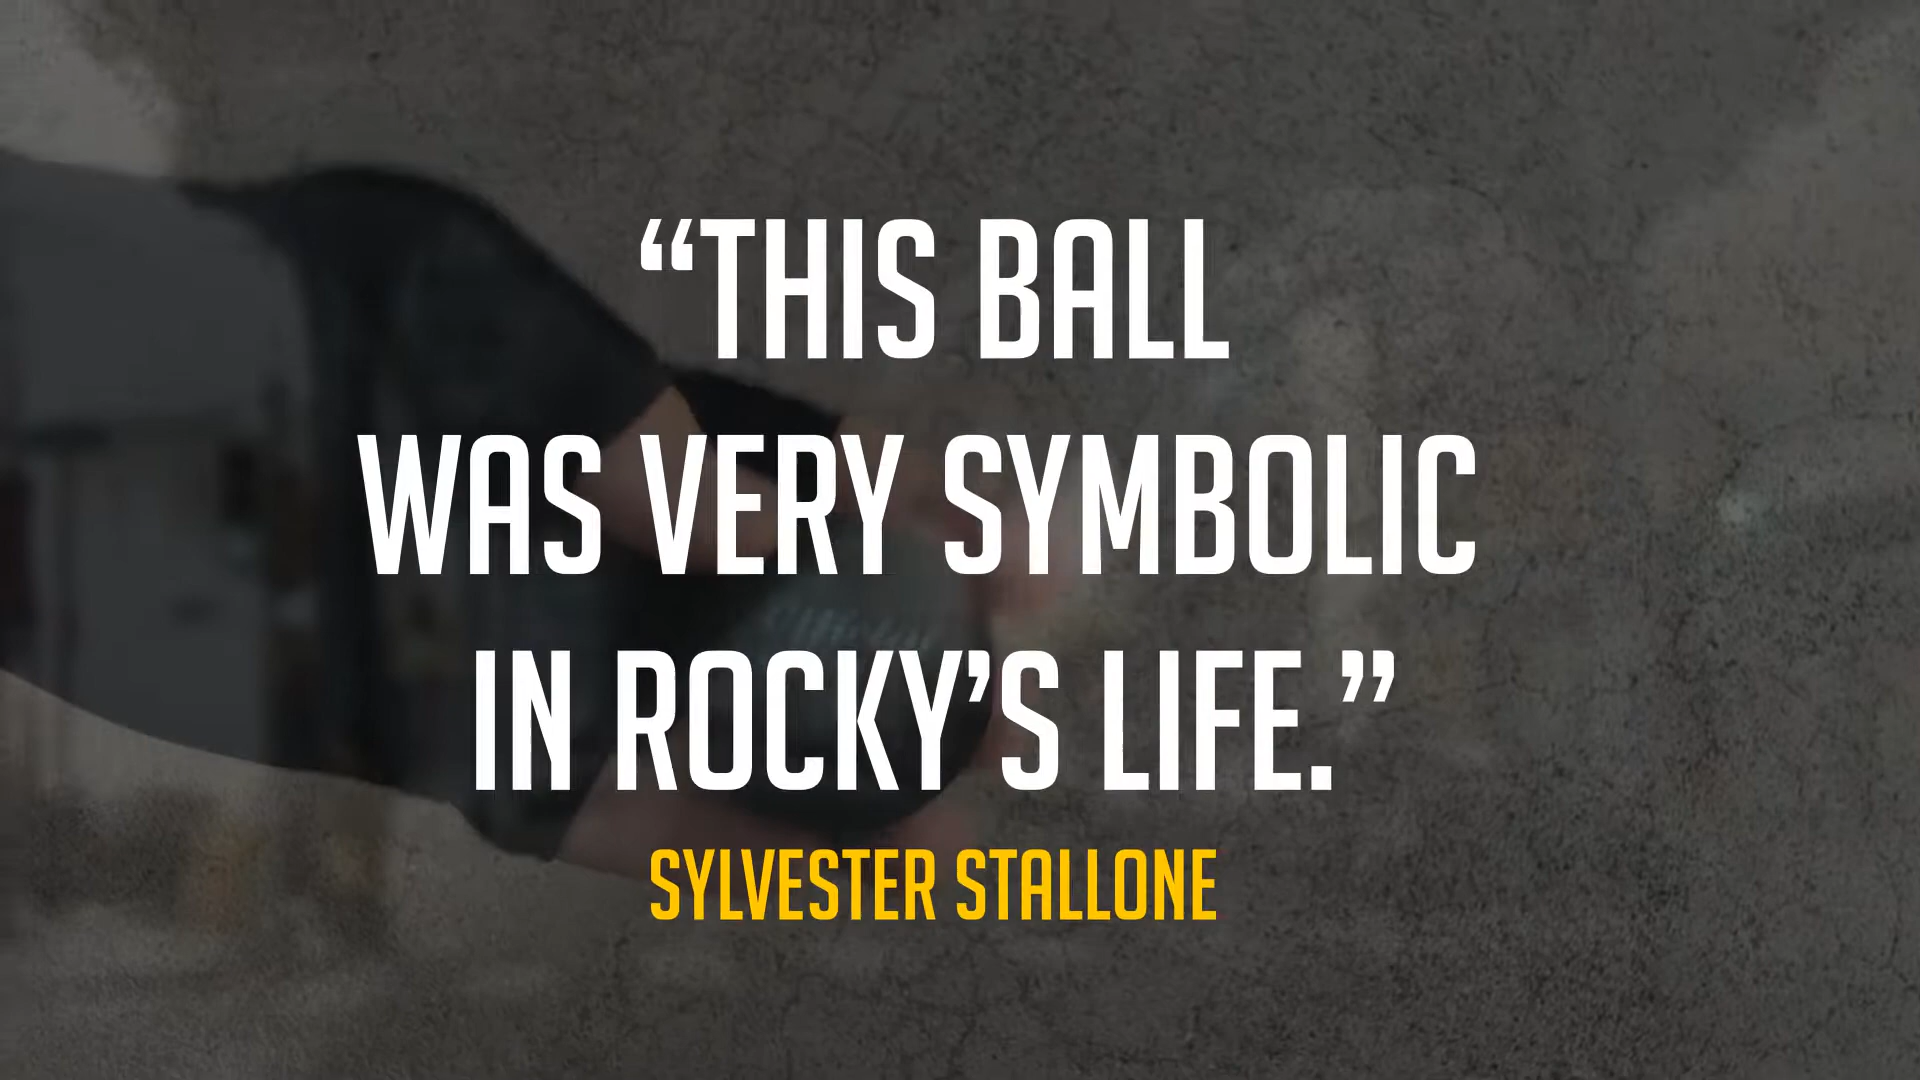 “THIS BALL
WAS VERY SYMBOLIC
IN ROCKY’S LIFE.”
SYLVESTER STALLONE